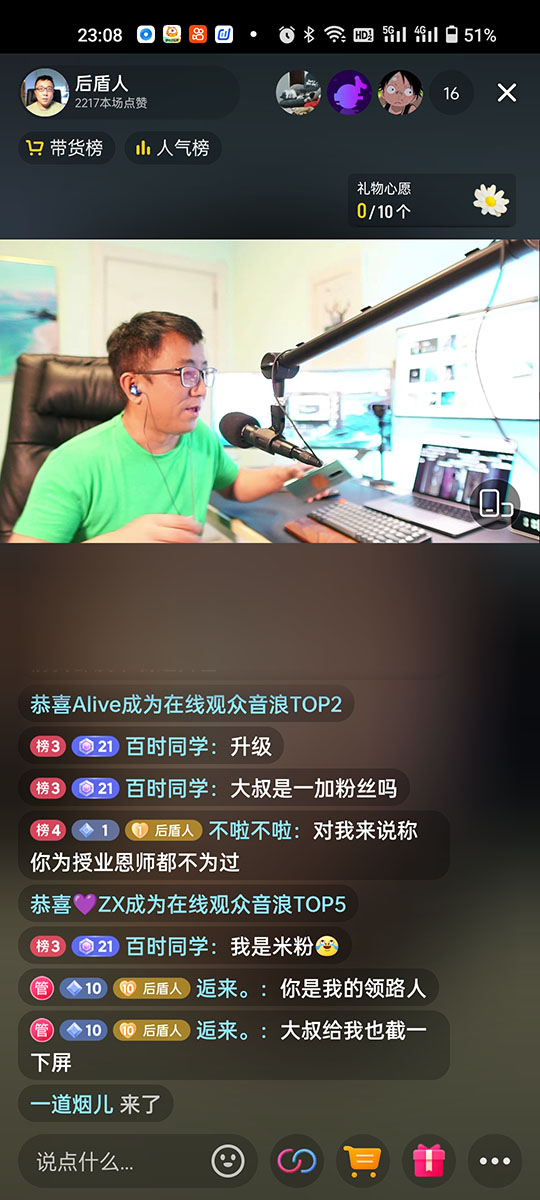 23:08 HD 5G 4G 51%
后盾人
2217本场点赞
16
带货榜 人气榜
礼物心愿
0/10个
恭喜Alive成为在线观众音浪TOP2
榜3 21 百时同学：升级
榜3 21 百时同学：大叔是一加粉丝吗
榜4 1 后盾人 不啦不啦：对我来说称
你为授业恩师都不为过
恭喜💜ZX成为在线观众音浪TOP5
榜3 21 百时同学：我是米粉😂
管 10 10 后盾人 近来。：你是我的领路人
管 10 10 后盾人 近来。：大叔给我也截一
下屏
一道烟儿 来了
说点什么...